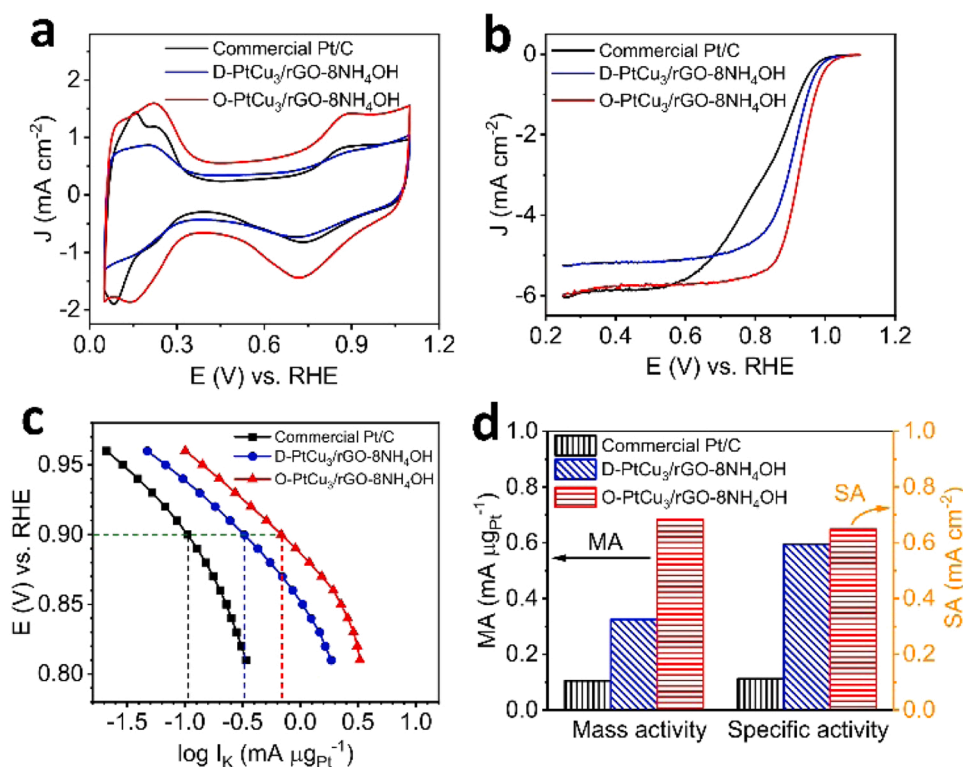 a
Commercial Pt/C
D-PtCu₃/rGO-8NH₄OH
O-PtCu₃/rGO-8NH₄OH
2
1
0
-1
-2
J (mA cm⁻²)
0.0 0.3 0.6 0.9 1.2
E (V) vs. RHE
b
Commercial Pt/C
D-PtCu₃/rGO-8NH₄OH
O-PtCu₃/rGO-8NH₄OH
0
-2
-4
-6
J (mA cm⁻²)
0.2 0.4 0.6 0.8 1.0 1.2
E (V) vs. RHE
c
Commercial Pt/C
D-PtCu₃/rGO-8NH₄OH
O-PtCu₃/rGO-8NH₄OH
0.95
0.90
0.85
0.80
E (V) vs. RHE
-1.5 -1.0 -0.5 0.0 0.5 1.0
log I_K (mA μg_Pt⁻¹)
d
Commercial Pt/C
D-PtCu₃/rGO-8NH₄OH
O-PtCu₃/rGO-8NH₄OH
MA
SA
1.0
0.8
0.6
0.4
0.2
0.0
MA (mA μg_Pt⁻¹)
1.0
0.8
0.6
0.4
0.2
0.0
SA (mA cm⁻²)
Mass activity Specific activity